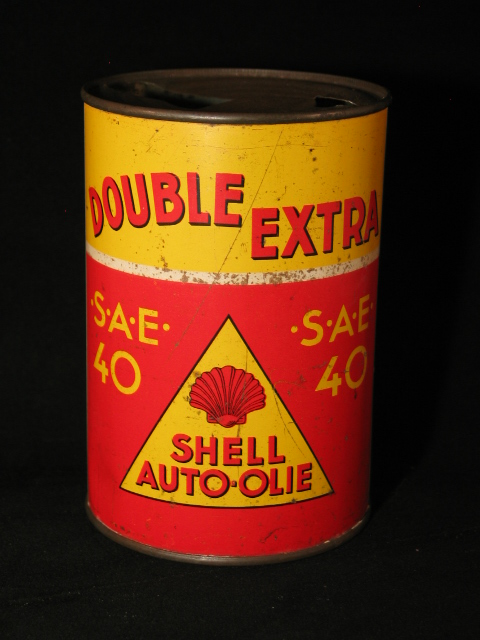 DOUBLE EXTRA
·S·A·E· ·S·A·E·
40 40
SHELL
AUTO·OLIE